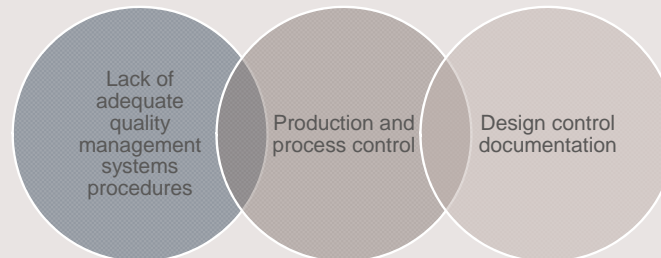 Lack of
adequate
quality
management
systems
procedures
Production and
process control
Design control
documentation